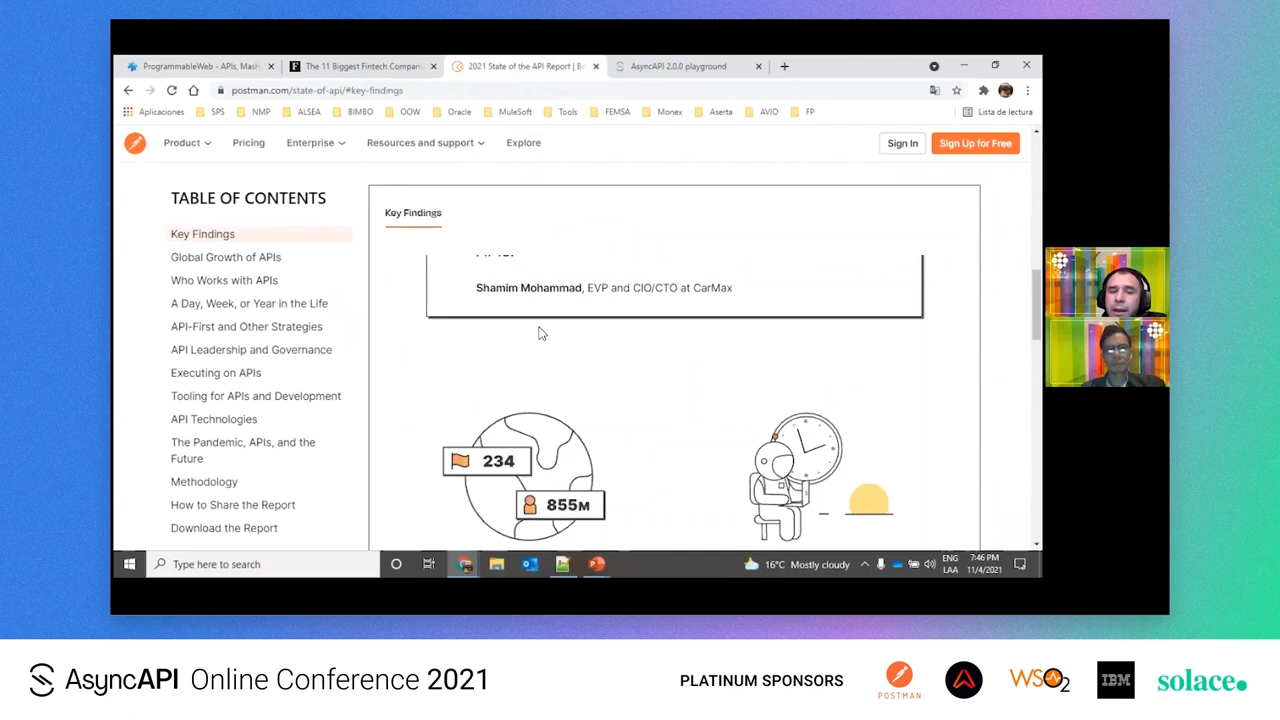 ProgrammableWeb - APIs, Mash
The 11 Biggest Fintech Compani
2021 State of the API Report | Bo
AsyncAPI 2.0.0 playground
postman.com/state-of-api/#key-findings
Aplicaciones SPS NMP ALSEA BIMBO OOW Oracle MuleSoft Tools FEMSA Monex Aserta AVIO FP Lista de lectura
Product Pricing Enterprise Resources and support Explore Sign In Sign Up for Free
TABLE OF CONTENTS
Key Findings
Global Growth of APIs
Who Works with APIs
A Day, Week, or Year in the Life
API-First and Other Strategies
API Leadership and Governance
Executing on APIs
Tooling for APIs and Development
API Technologies
The Pandemic, APIs, and the
Future
Methodology
How to Share the Report
Download the Report
Key Findings
Shamim Mohammad, EVP and CIO/CTO at CarMax
234
855M
Type here to search
16°C Mostly cloudy
ENG
LAA
7:46 PM
11/4/2021
AsyncAPI Online Conference 2021
PLATINUM SPONSORS
POSTMAN
WSO2
IBM
solace.